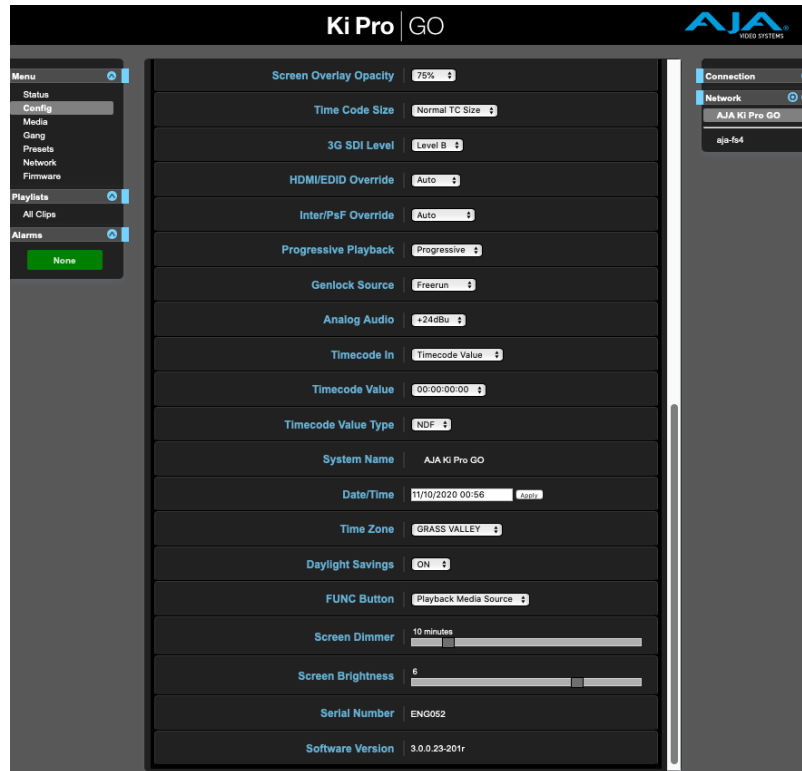 Ki Pro GO
AJA
VIDEO SYSTEMS
Menu
Status
Config
Media
Gang
Presets
Network
Firmware
Playlists
All Clips
Alarms
None
Screen Overlay Opacity 75%
Time Code Size Normal TC Size
3G SDI Level Level B
HDMI/EDID Override Auto
Inter/PsF Override Auto
Progressive Playback Progressive
Genlock Source Freerun
Analog Audio +24dBu
Timecode In Timecode Value
Timecode Value 00:00:00:00
Timecode Value Type NDF
System Name AJA Ki Pro GO
Date/Time 11/10/2020 00:56 Apply
Time Zone GRASS VALLEY
Daylight Savings ON
FUNC Button Playback Media Source
Screen Dimmer 10 minutes
Screen Brightness 6
Serial Number ENG052
Software Version 3.0.0.23-201r
Connection
Network
AJA Ki Pro GO
aja-fs4